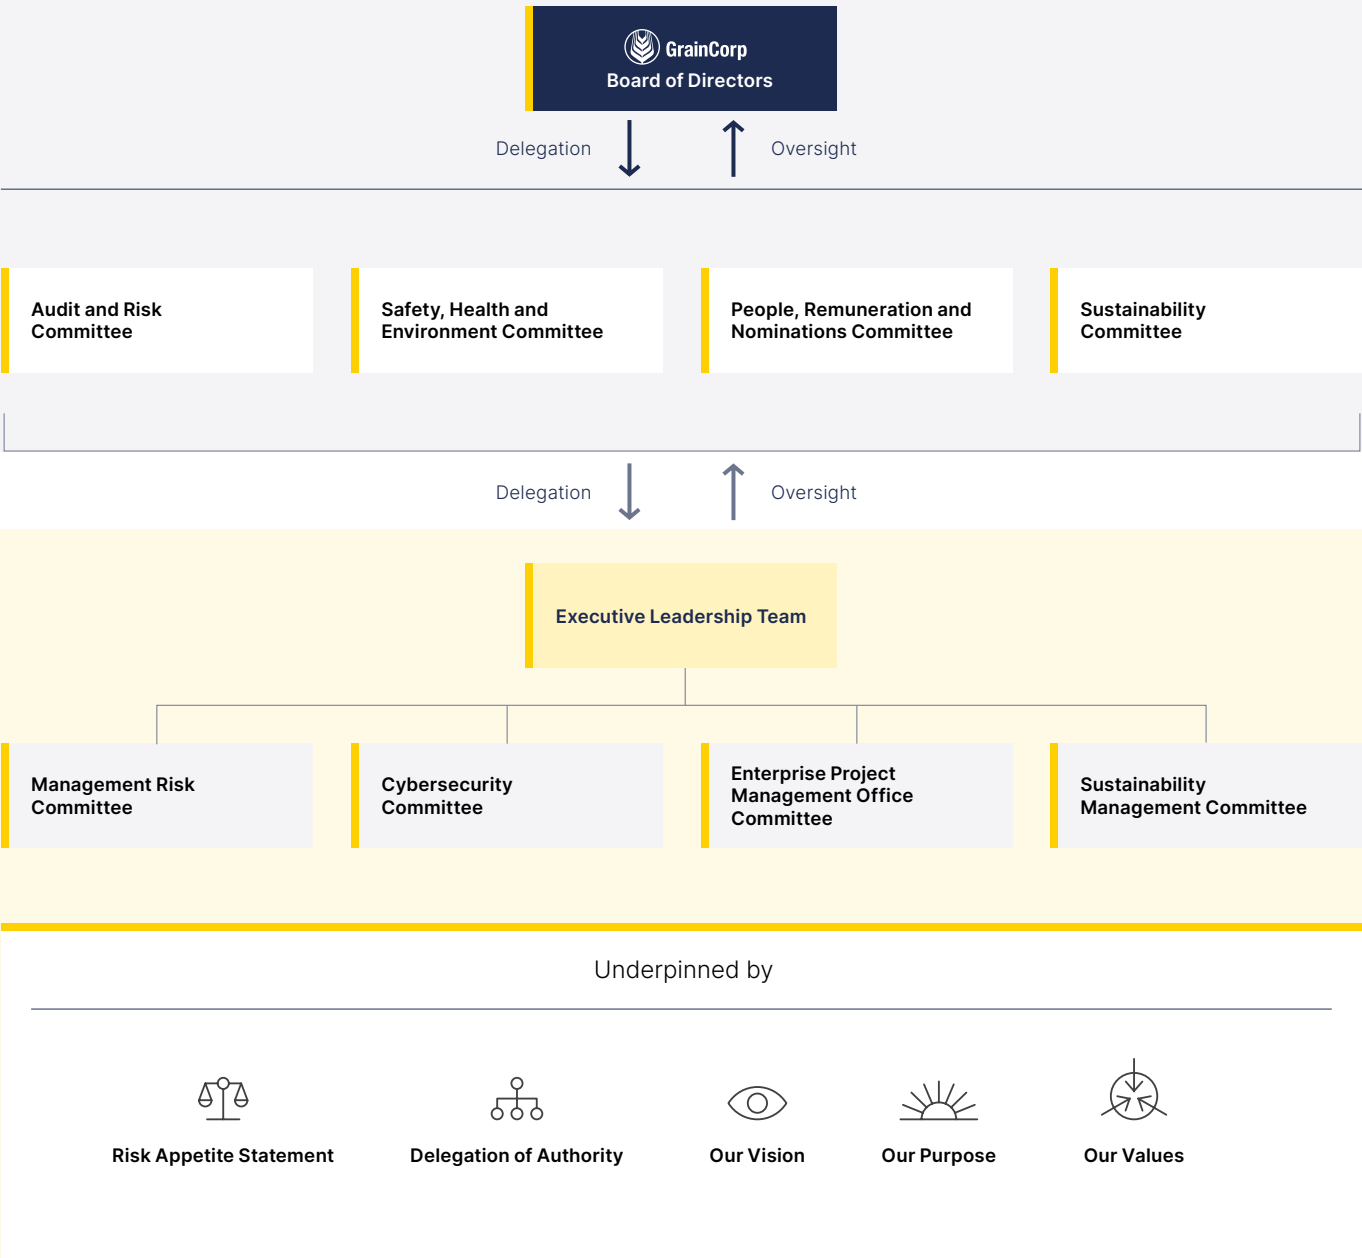 GrainCorp
Board of Directors
Delegation
Oversight
Audit and Risk
Committee
Safety, Health and
Environment Committee
People, Remuneration and
Nominations Committee
Sustainability
Committee
Delegation
Oversight
Executive Leadership Team
Management Risk
Committee
Cybersecurity
Committee
Enterprise Project
Management Office
Committee
Sustainability
Management Committee
Underpinned by
Risk Appetite Statement
Delegation of Authority
Our Vision
Our Purpose
Our Values